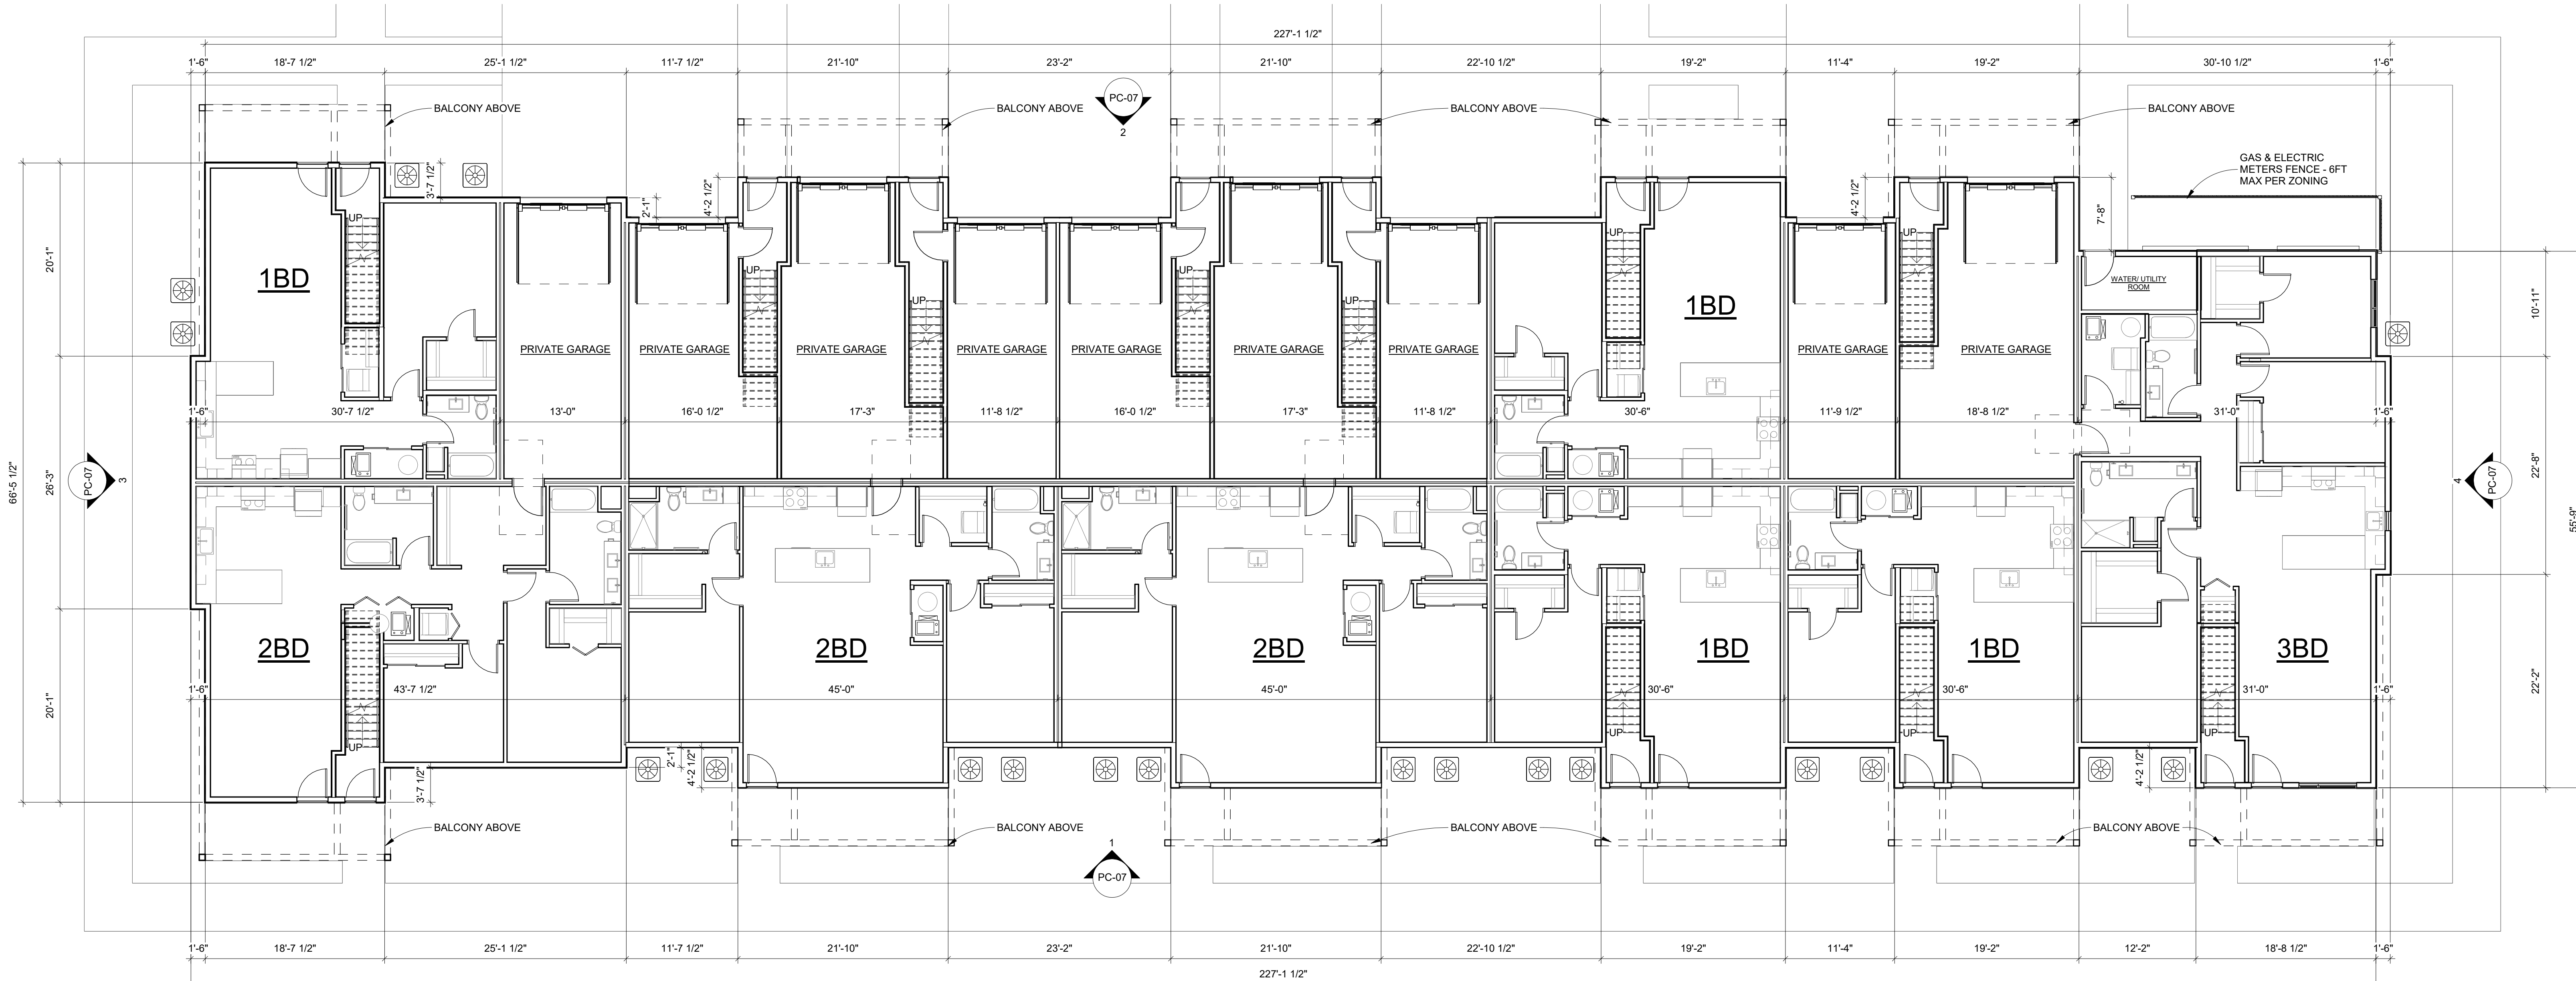 227'-1 1/2"
1'-6"
18'-7 1/2"
25'-1 1/2"
11'-7 1/2"
21'-10"
23'-2"
21'-10"
22'-10 1/2"
19'-2"
11'-4"
19'-2"
30'-10 1/2"
1'-6"
BALCONY ABOVE
BALCONY ABOVE
PC-07
2
BALCONY ABOVE
BALCONY ABOVE
GAS & ELECTRIC
METERS FENCE - 6FT
MAX PER ZONING
3'-7 1/2"
2'-1"
4'-2 1/2"
4'-2 1/2"
7'-8"
UP
UP
UP
UP
UP
UP
UP
UP
20'-1"
1BD
1BD
WATER/ UTILITY
ROOM
10'-11"
PRIVATE GARAGE
PRIVATE GARAGE
PRIVATE GARAGE
PRIVATE GARAGE
PRIVATE GARAGE
PRIVATE GARAGE
PRIVATE GARAGE
PRIVATE GARAGE
PRIVATE GARAGE
1'-6"
30'-7 1/2"
13'-0"
16'-0 1/2"
17'-3"
11'-8 1/2"
16'-0 1/2"
17'-3"
11'-8 1/2"
30'-6"
11'-9 1/2"
18'-8 1/2"
31'-0"
1'-6"
66'-5 1/2"
26'-3"
PC-07
3
4
PC-07
22'-8"
55'-9"
2BD
2BD
2BD
1BD
1BD
3BD
20'-1"
1'-6"
43'-7 1/2"
45'-0"
45'-0"
30'-6"
30'-6"
31'-0"
1'-6"
22'-2"
UP
UP
UP
UP
3'-7 1/2"
2'-1"
4'-2 1/2"
4'-2 1/2"
BALCONY ABOVE
BALCONY ABOVE
BALCONY ABOVE
BALCONY ABOVE
1
PC-07
1'-6"
18'-7 1/2"
25'-1 1/2"
11'-7 1/2"
21'-10"
23'-2"
21'-10"
22'-10 1/2"
19'-2"
11'-4"
19'-2"
12'-2"
18'-8 1/2"
1'-6"
227'-1 1/2"